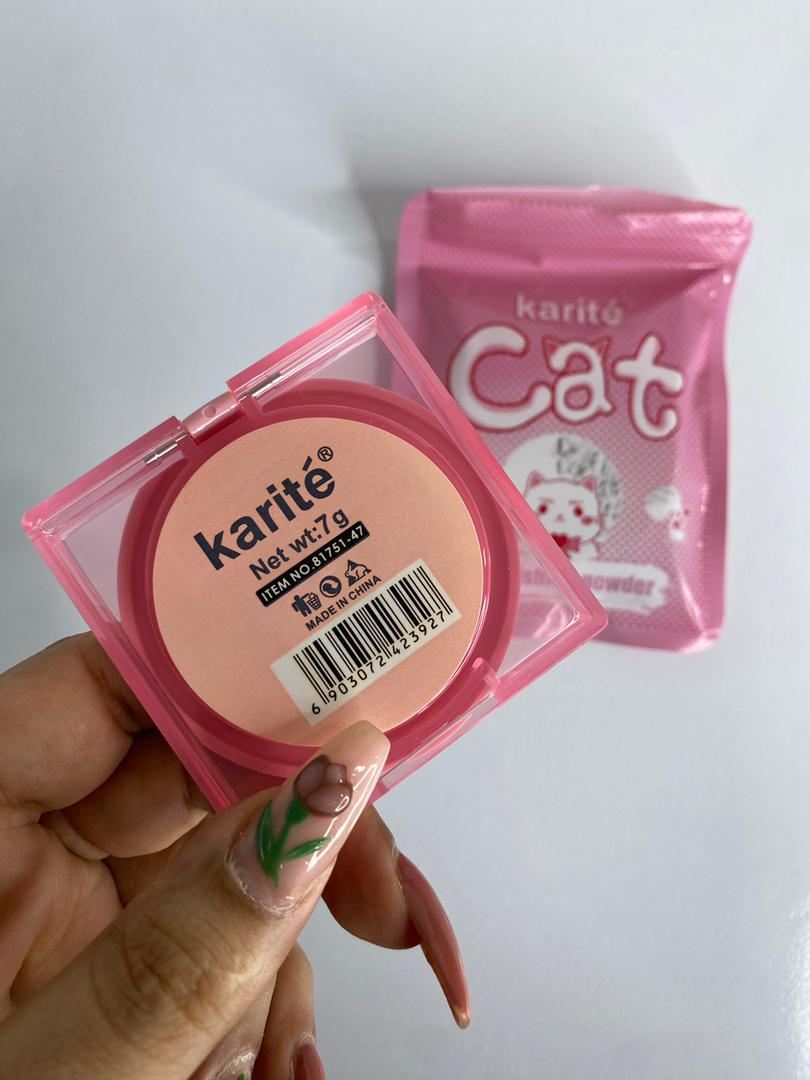 karité
Cat
powder
karité®
Net wt:7g
ITEM NO.81751-47
MADE IN CHINA
6 903072 423927